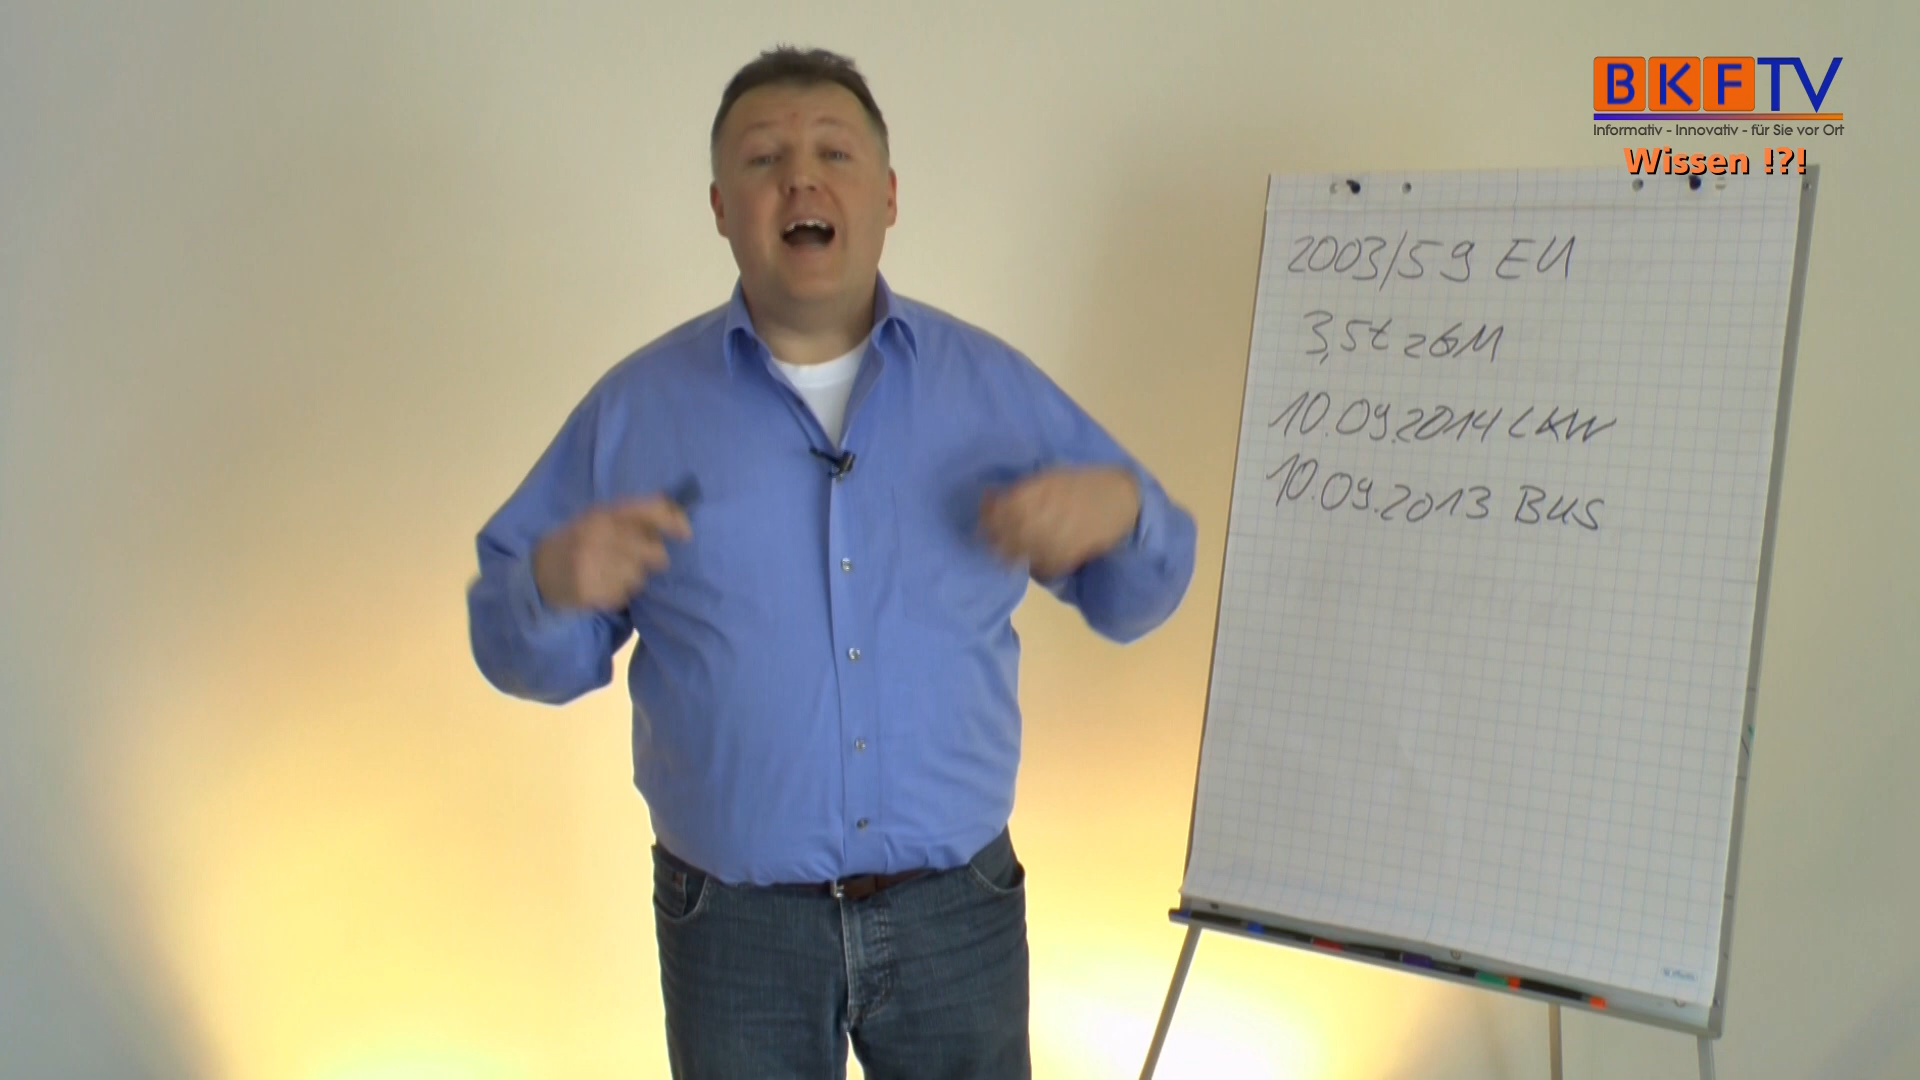 BKFTV
Informativ - Innovativ - für Sie vor Ort
Wissen !?!
2003/59 EU
3,5t zGM
10.09.2014 LKW
10.09.2013 BUS